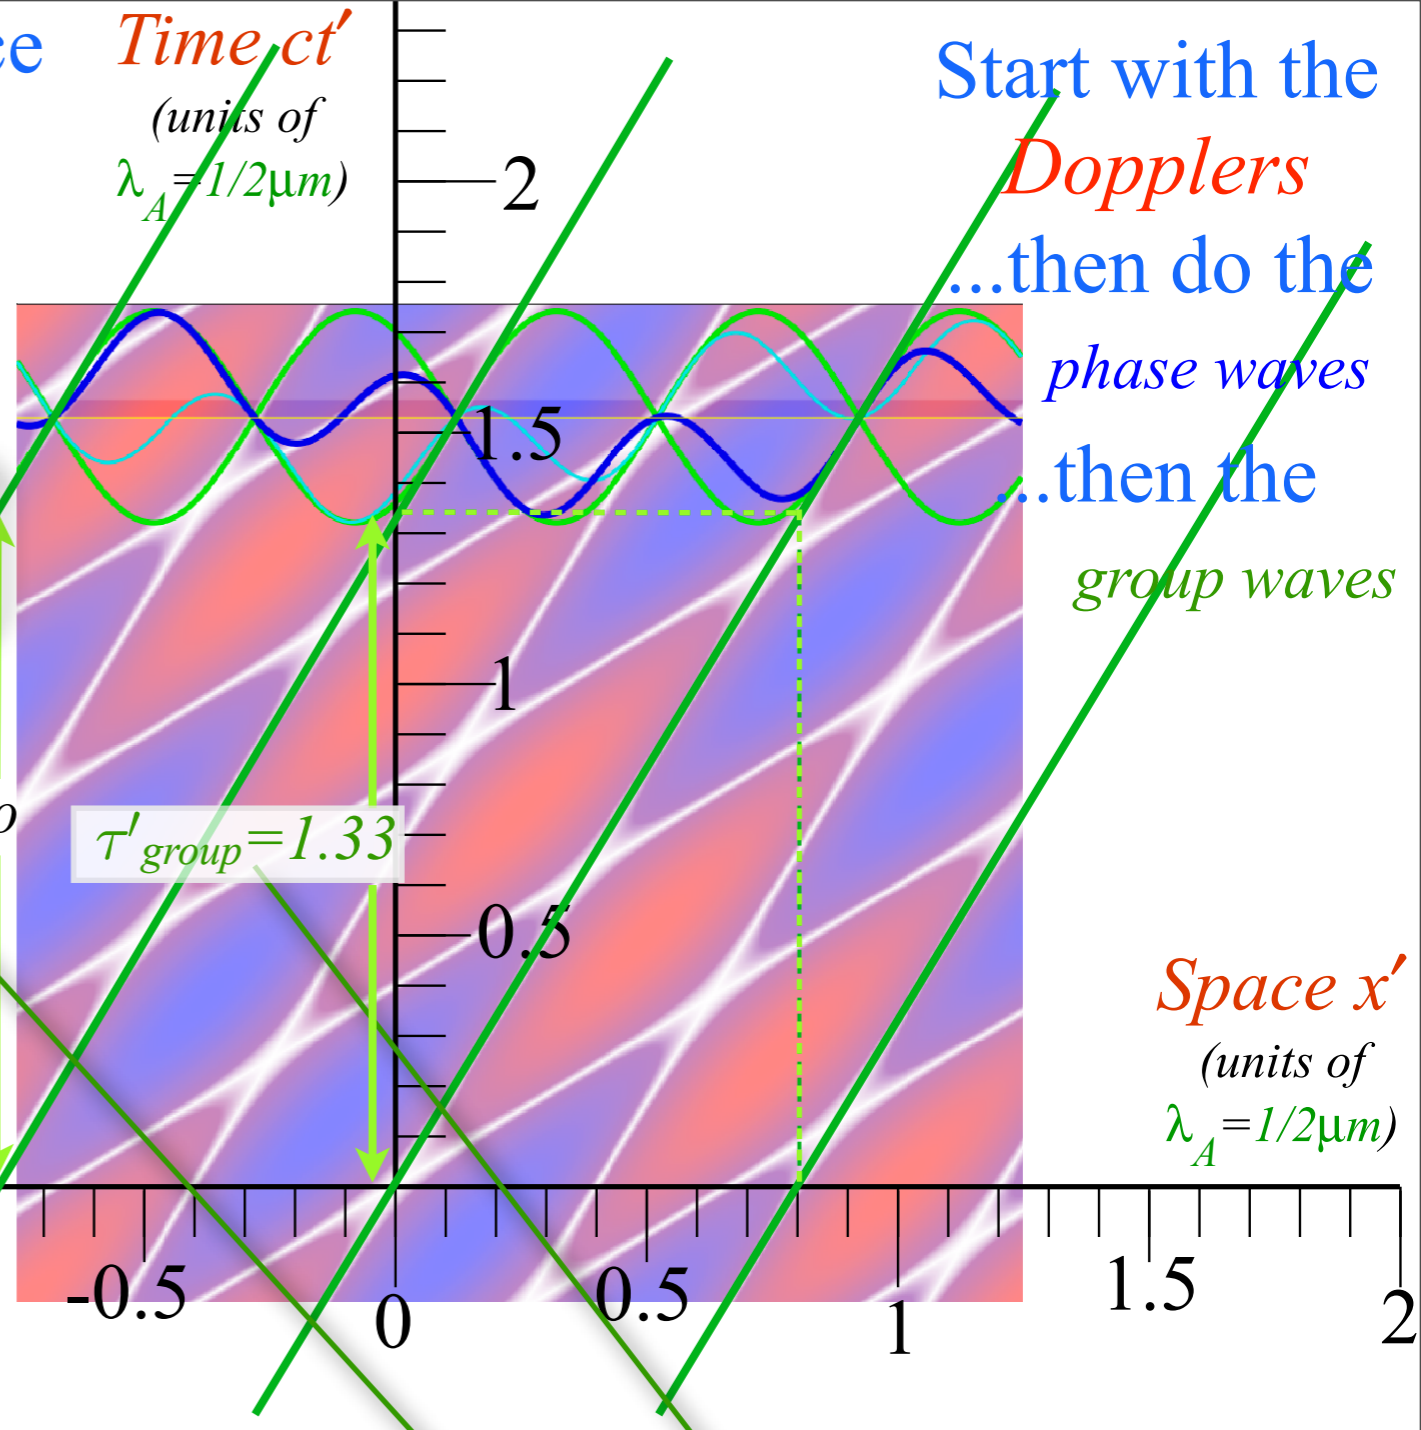 ce
Time ct′
(units of
λA=1/2μm)
Start with the
Dopplers
...then do the
phase waves
...then the
group waves
2
1.5
1
0.5
o
τ′group=1.33
Space x′
(units of
λA=1/2μm)
-0.5
0
0.5
1
1.5
2